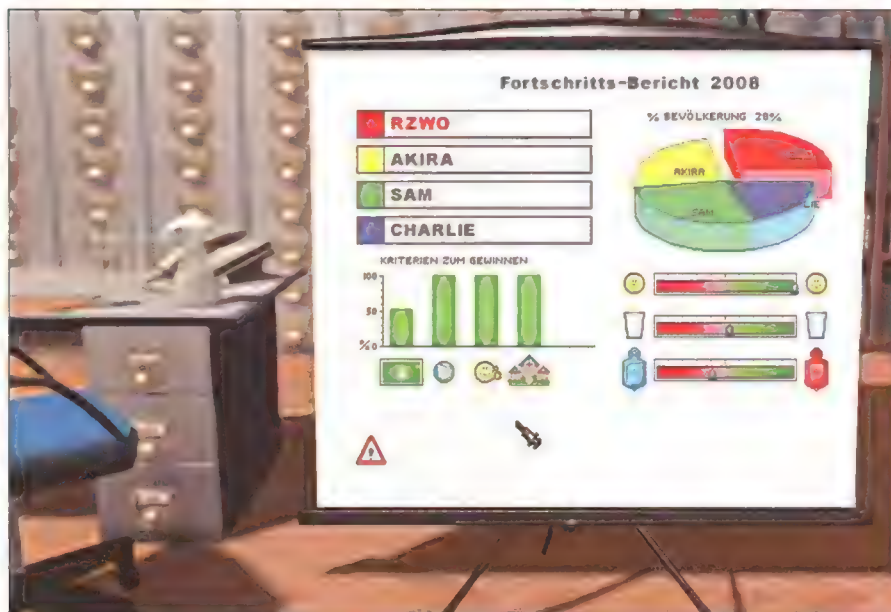 Fortschritts-Bericht 2008
RZWO
AKIRA
SAM
CHARLIE
% BEVÖLKERUNG 28%
AKIRA
SAM
KRITERIEN ZUM GEWINNEN
100
50
% 0